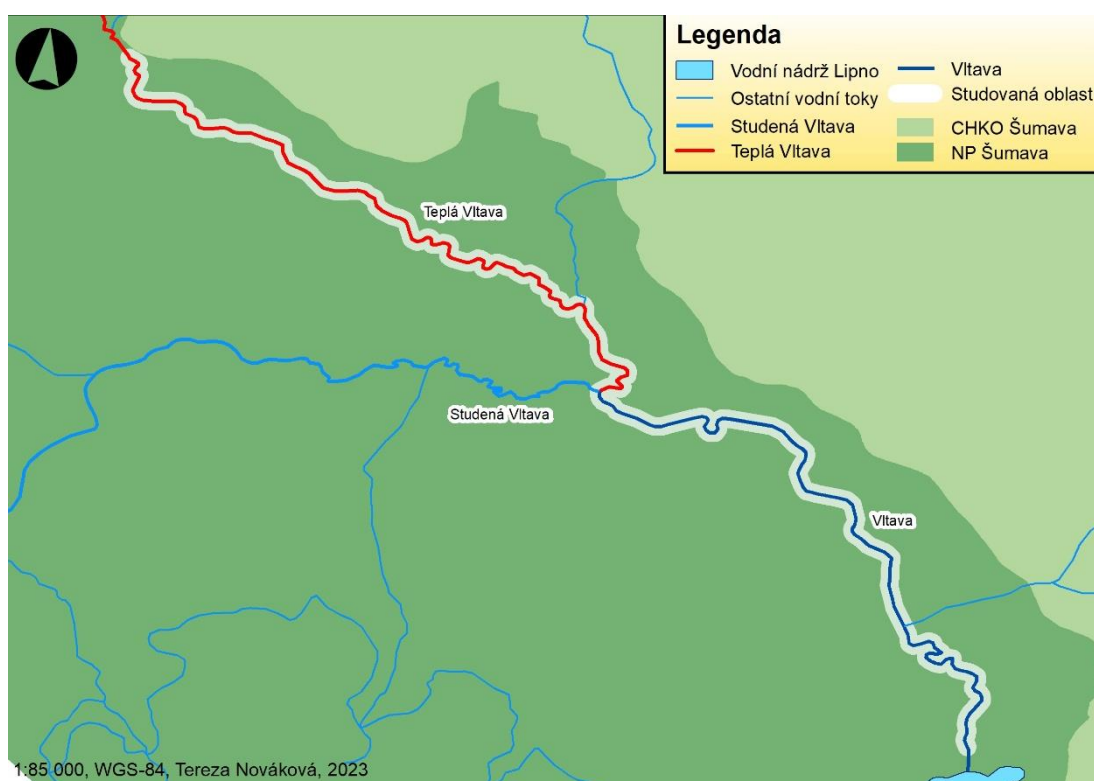 Legenda
Vodní nádrž Lipno
Ostatní vodní toky
Studená Vltava
Teplá Vltava
Vltava
Studovaná oblast
CHKO Šumava
NP Šumava
Teplá Vltava
Studená Vltava
Vltava
1:85 000, WGS-84, Tereza Nováková, 2023